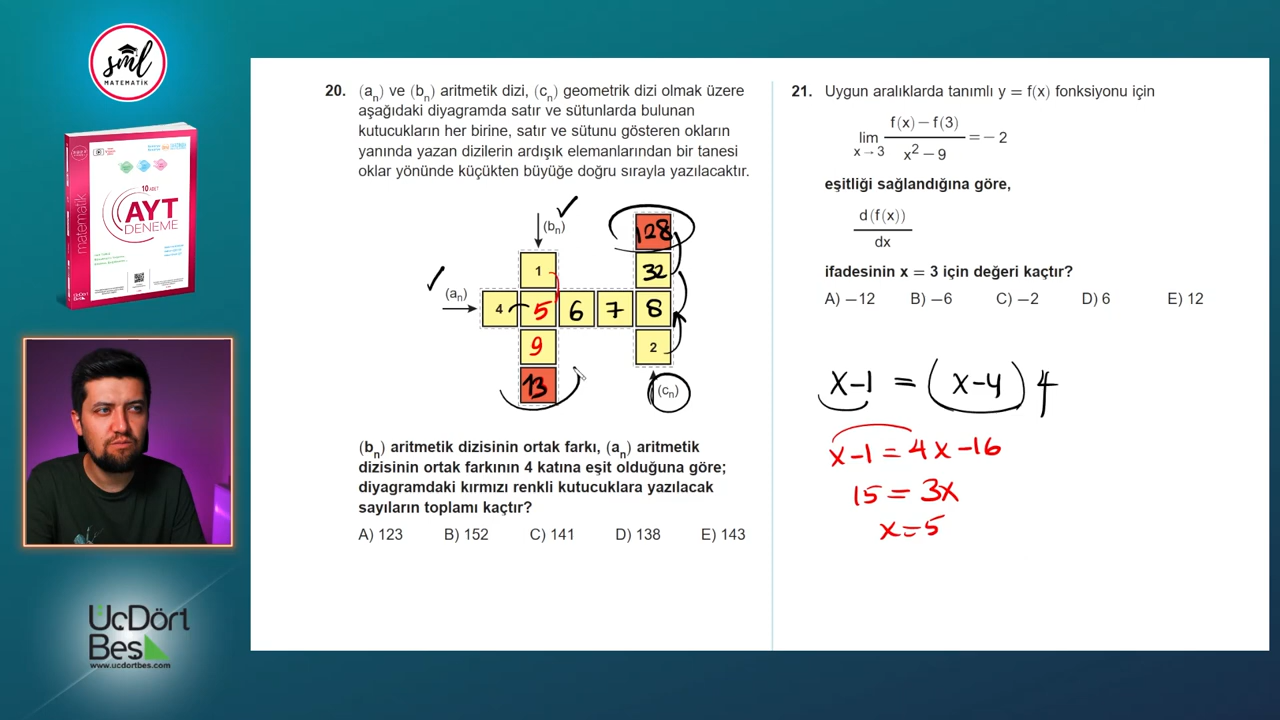 sml
MATEMATİK
matematik
10 ADET
AYT
DENEME
ÜçDört
Beş
www.ucdortbes.com
20. (aₙ) ve (bₙ) aritmetik dizi, (cₙ) geometrik dizi olmak üzere
aşağıdaki diyagramda satır ve sütunlarda bulunan
kutucukların her birine, satır ve sütunu gösteren okların
yanında yazan dizilerin ardışık elemanlarından bir tanesi
oklar yönünde küçükten büyüğe doğru sırayla yazılacaktır.
(bₙ) 128
1 32
(aₙ) 4 5 6 7 8
9 2
13 (cₙ)
(bₙ) aritmetik dizisinin ortak farkı, (aₙ) aritmetik
dizisinin ortak farkının 4 katına eşit olduğuna göre;
diyagramdaki kırmızı renkli kutucuklara yazılacak
sayıların toplamı kaçtır?
A) 123 B) 152 C) 141 D) 138 E) 143
21. Uygun aralıklarda tanımlı y = f(x) fonksiyonu için
lim x→3 (f(x) − f(3)) / (x² − 9) = −2
eşitliği sağlandığına göre,
d(f(x)) / dx
ifadesinin x = 3 için değeri kaçtır?
A) −12 B) −6 C) −2 D) 6 E) 12
x−1 = (x−4) 4
x−1 = 4x−16
15 = 3x
x=5